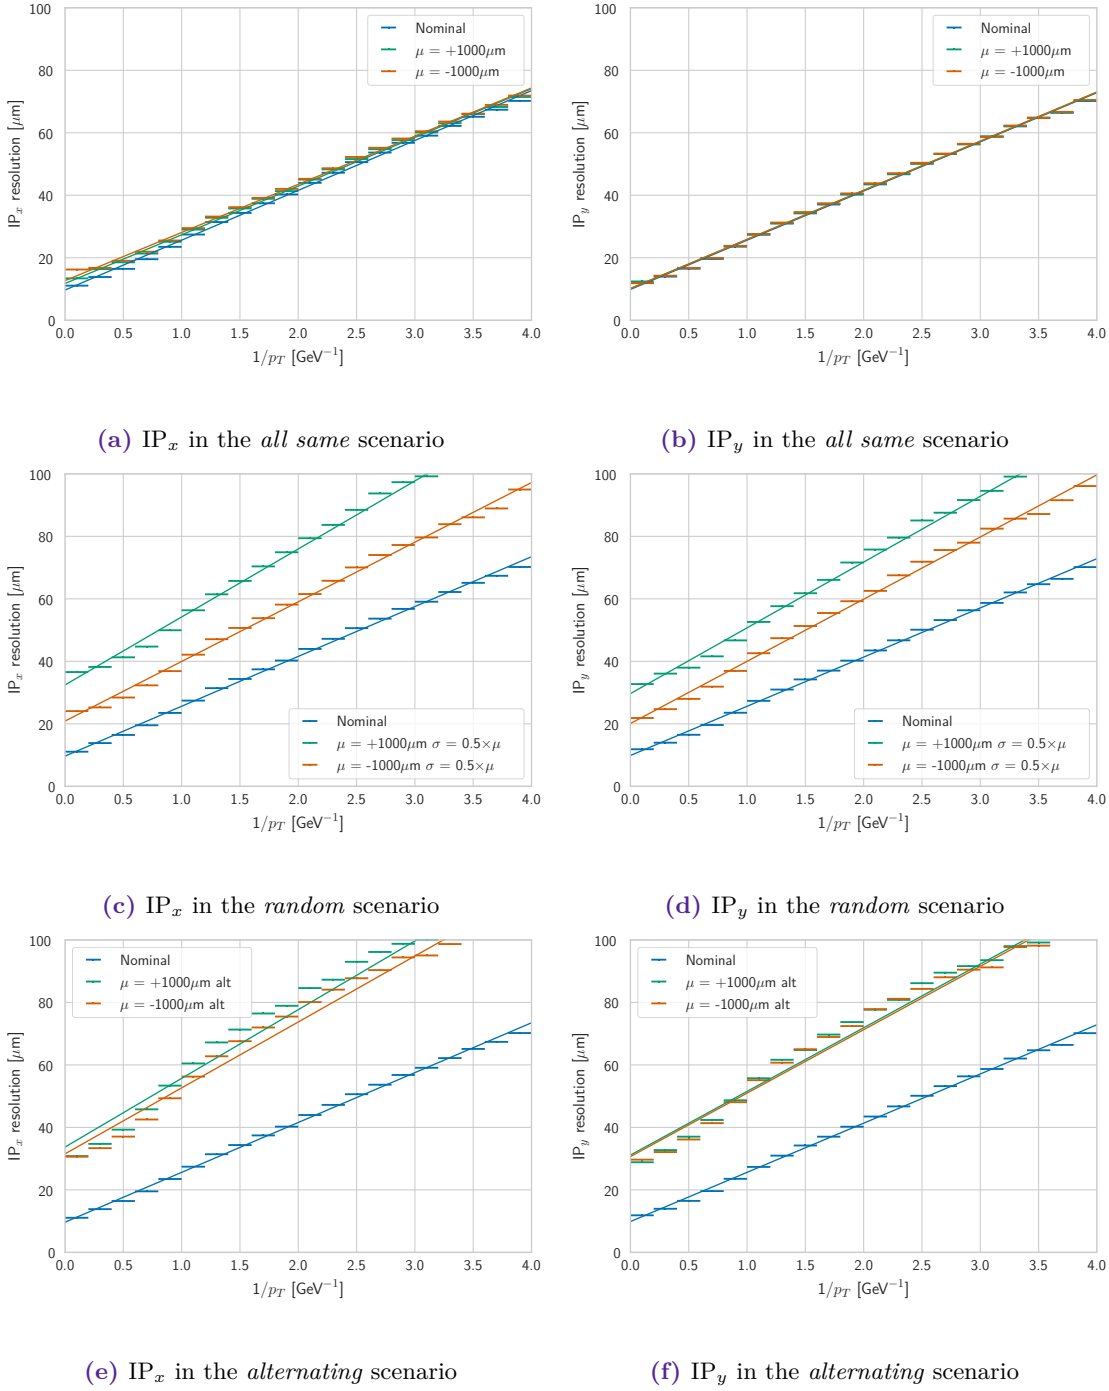 100
80
60
40
20
0
IPx resolution [μm]
Nominal
μ = +1000μm
μ = -1000μm
0.0 0.5 1.0 1.5 2.0 2.5 3.0 3.5 4.0
1/pT [GeV⁻¹]
(a) IPx in the all same scenario
100
80
60
40
20
0
IPy resolution [μm]
Nominal
μ = +1000μm
μ = -1000μm
0.0 0.5 1.0 1.5 2.0 2.5 3.0 3.5 4.0
1/pT [GeV⁻¹]
(b) IPy in the all same scenario
100
80
60
40
20
0
IPx resolution [μm]
Nominal
μ = +1000μm σ = 0.5×μ
μ = -1000μm σ = 0.5×μ
0.0 0.5 1.0 1.5 2.0 2.5 3.0 3.5 4.0
1/pT [GeV⁻¹]
(c) IPx in the random scenario
100
80
60
40
20
0
IPy resolution [μm]
Nominal
μ = +1000μm σ = 0.5×μ
μ = -1000μm σ = 0.5×μ
0.0 0.5 1.0 1.5 2.0 2.5 3.0 3.5 4.0
1/pT [GeV⁻¹]
(d) IPy in the random scenario
100
80
60
40
20
0
IPx resolution [μm]
Nominal
μ = +1000μm alt
μ = -1000μm alt
0.0 0.5 1.0 1.5 2.0 2.5 3.0 3.5 4.0
1/pT [GeV⁻¹]
(e) IPx in the alternating scenario
100
80
60
40
20
0
IPy resolution [μm]
Nominal
μ = +1000μm alt
μ = -1000μm alt
0.0 0.5 1.0 1.5 2.0 2.5 3.0 3.5 4.0
1/pT [GeV⁻¹]
(f) IPy in the alternating scenario